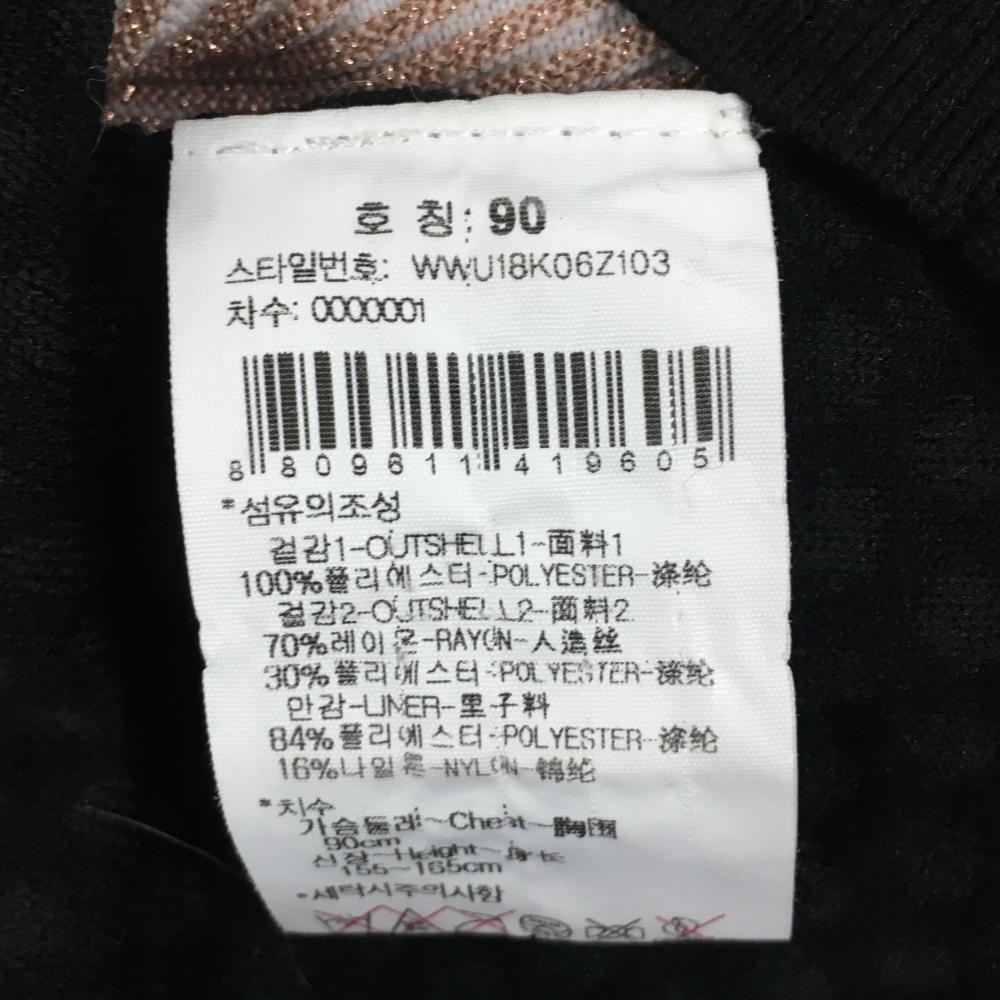 호 칭: 90
스타일번호: WWU18K06Z103
차수: 0000001
8 809611 419605
*섬유의조성
겉감1-OUTSHELL1-面料1
100%폴리에스터-POLYESTER-涤纶
겉감2-OUTSHELL2-面料2
70%레이온-RAYON-人造丝
30%폴리에스터-POLYESTER-涤纶
안감-LINER-里子料
84%폴리에스터-POLYESTER-涤纶
16%나일론-NYLON-锦纶
*치수
가슴둘레-Chest-胸围
90cm
신장-Height-身长
155~165cm
*세탁시주의사항